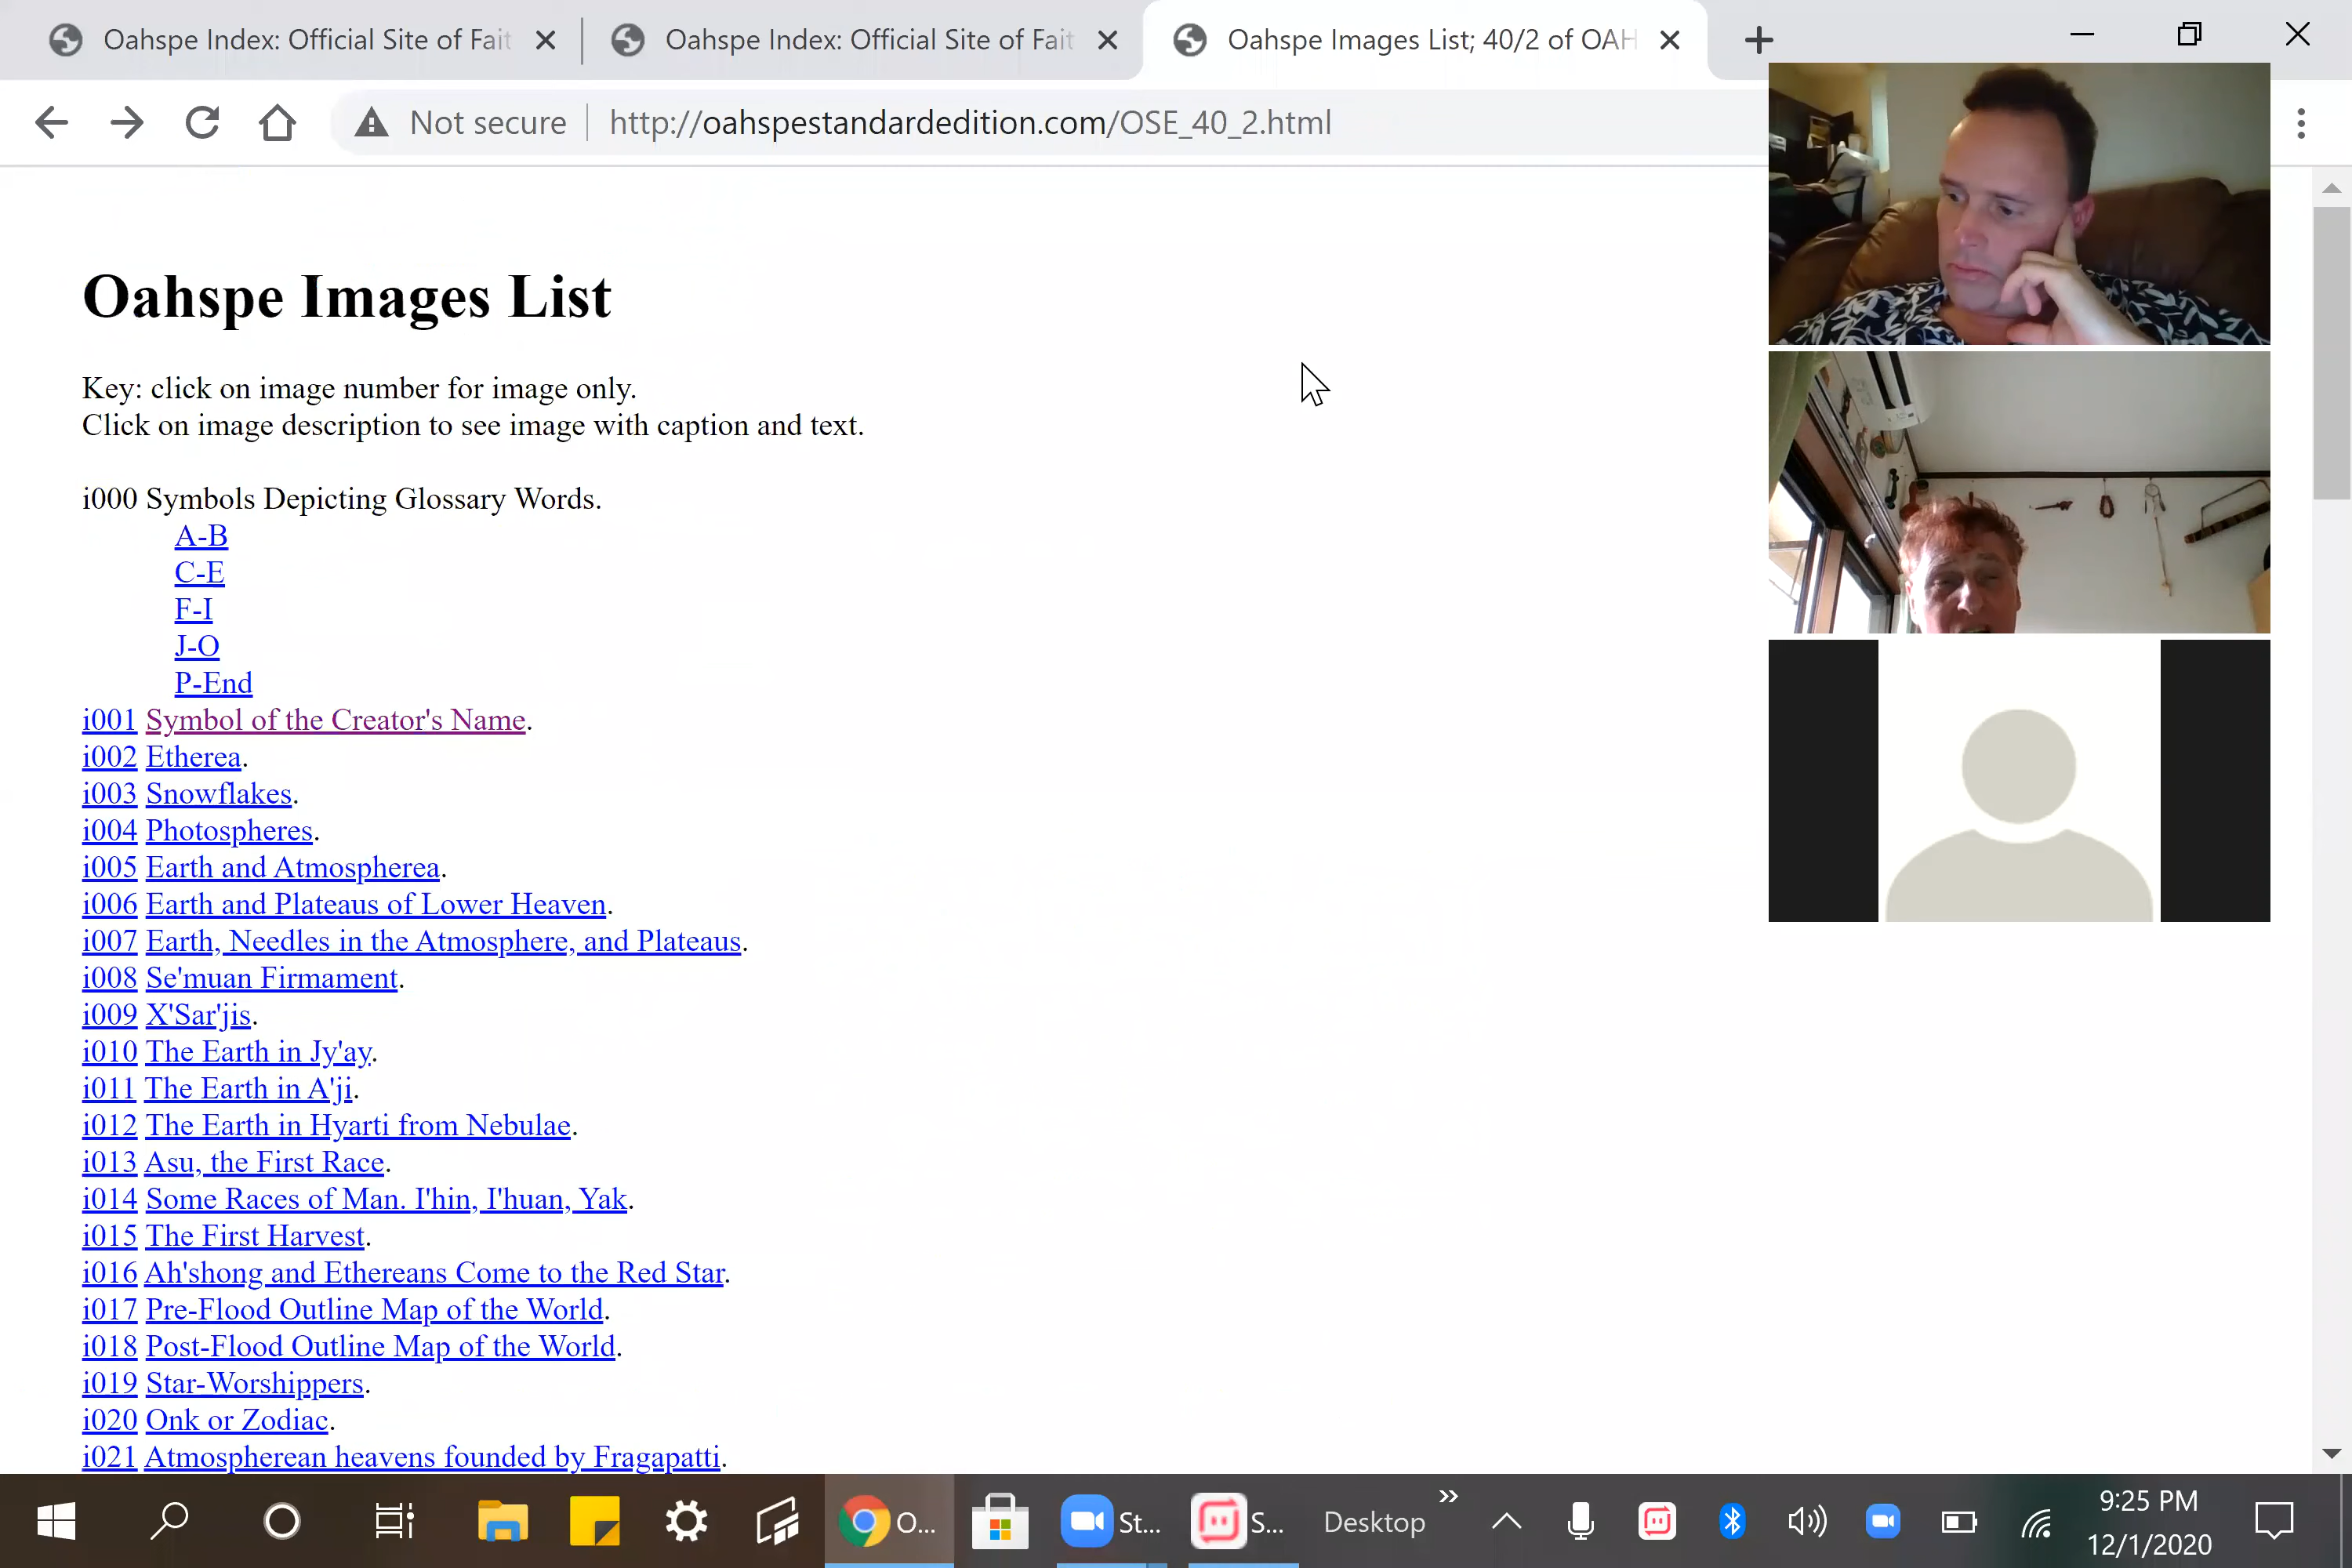 Oahspe Index: Official Site of Fait
Oahspe Index: Official Site of Fait
Oahspe Images List; 40/2 of OAH
Not secure
http://oahspestandardedition.com/OSE_40_2.html
Oahspe Images List
Key: click on image number for image only.
Click on image description to see image with caption and text.
i000 Symbols Depicting Glossary Words.
A-B
C-E
F-I
J-O
P-End
i001 Symbol of the Creator's Name.
i002 Etherea.
i003 Snowflakes.
i004 Photospheres.
i005 Earth and Atmospherea.
i006 Earth and Plateaus of Lower Heaven.
i007 Earth, Needles in the Atmosphere, and Plateaus.
i008 Se'muan Firmament.
i009 X'Sar'jis.
i010 The Earth in Jy'ay.
i011 The Earth in A'ji.
i012 The Earth in Hyarti from Nebulae.
i013 Asu, the First Race.
i014 Some Races of Man. I'hin, I'huan, Yak.
i015 The First Harvest.
i016 Ah'shong and Ethereans Come to the Red Star.
i017 Pre-Flood Outline Map of the World.
i018 Post-Flood Outline Map of the World.
i019 Star-Worshippers.
i020 Onk or Zodiac.
i021 Atmospherean heavens founded by Fragapatti.
O...
St...
S...
Desktop
9:25 PM
12/1/2020